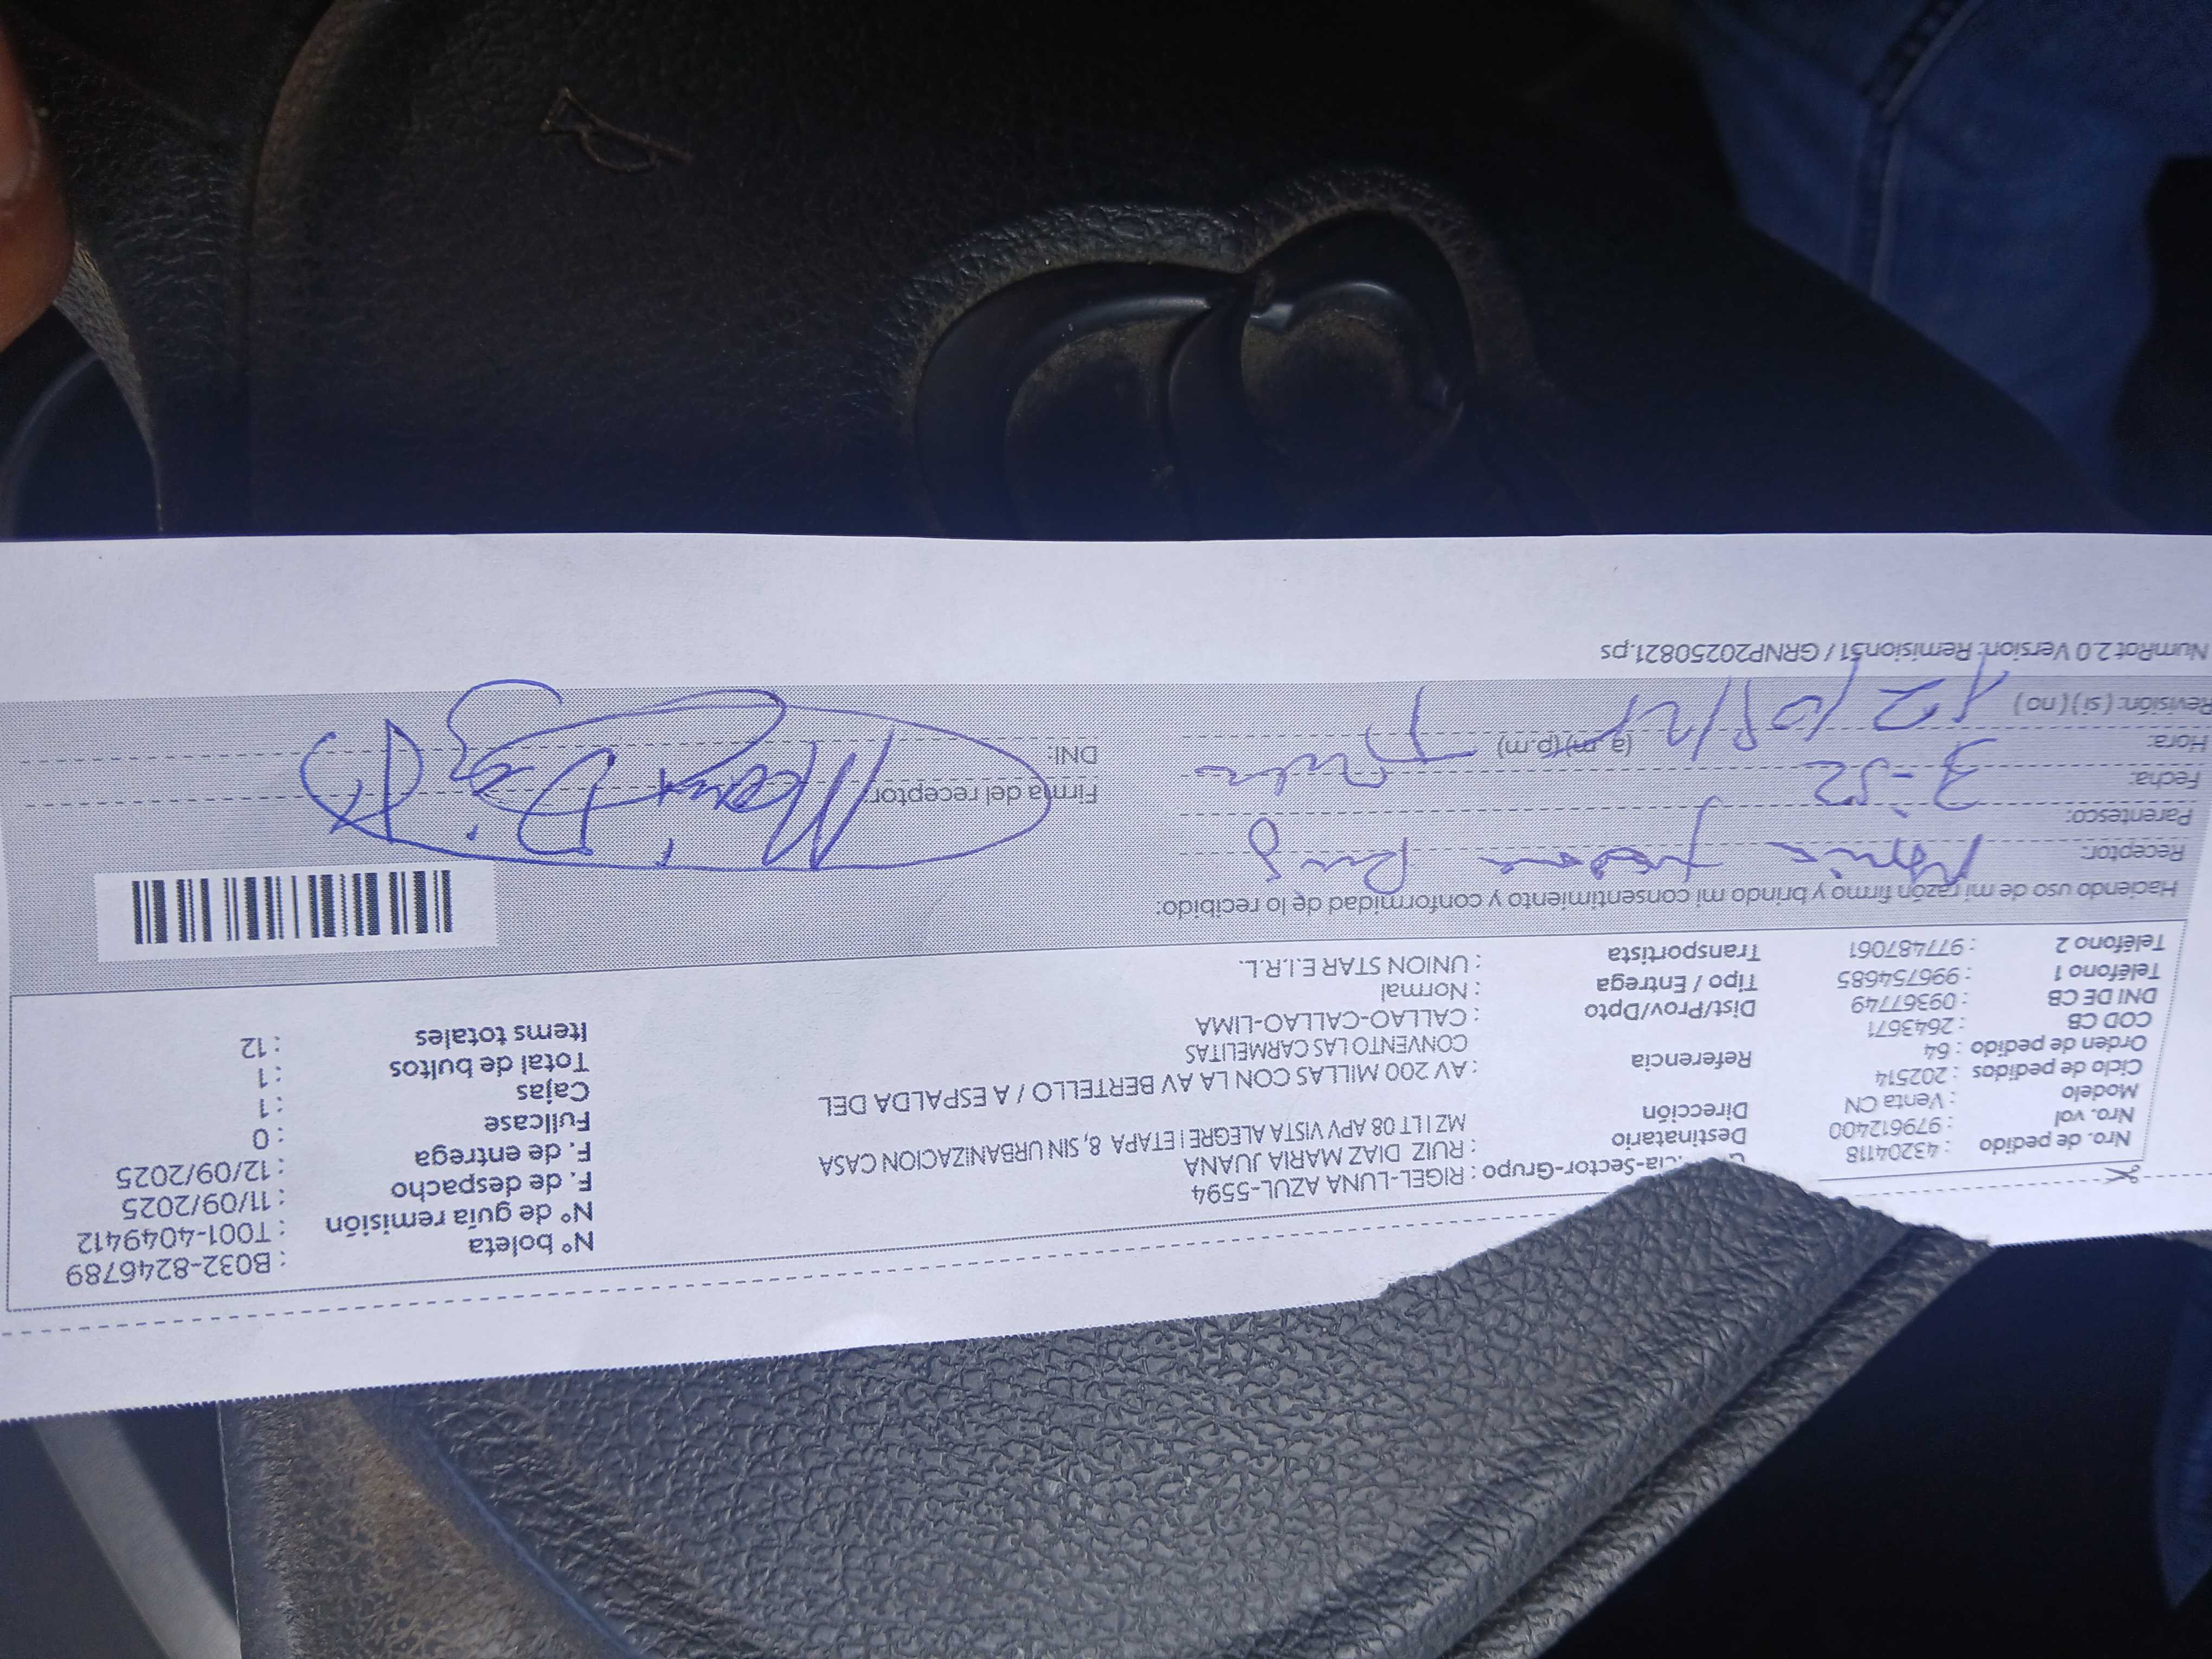 Nro. de pedido : 43204118
Nro. vol : 979612400
Modelo : Venta CN
Ciclo de pedidos : 202514
Orden de pedido : 64
COD CB : 2643671
DNI DE CB : 09367749
Teléfono 1 : 996754685
Teléfono 2 : 977487061
cia-Sector-Grupo : RIGEL-LUNA AZUL-5594
Destinatario : RUIZ DIAZ MARIA JUANA
Dirección MZ I LT 08 APV VISTA ALEGRE I ETAPA 8, SIN URBANIZACION CASA
Referencia : AV 200 MILLAS CON LA AV BERTELLO / A ESPALDA DEL
CONVENTO LAS CARMELITAS
Dist/Prov/Dpto : CALLAO-CALLAO-LIMA
Tipo / Entrega : Normal
Transportista : UNION STAR E.I.R.L.
N° boleta : B032-8246789
N° de guía remisión : T001-4049412
F. de despacho : 11/09/2025
F. de entrega : 12/09/2025
Fullcase : 0
Cajas : 1
Total de bultos : 1
Items totales : 12
Haciendo uso de mi razón firmo y brindo mi consentimiento y conformidad de lo recibido:
Receptor: Ruiz
Parentesco:
Fecha: 3-52
Hora: (a.m) (p.m)
Revisión: ( si ) ( no )
Firma del receptor:
DNI:
NumRot 2.0 Version: Remision51 / GRNP20250821.ps